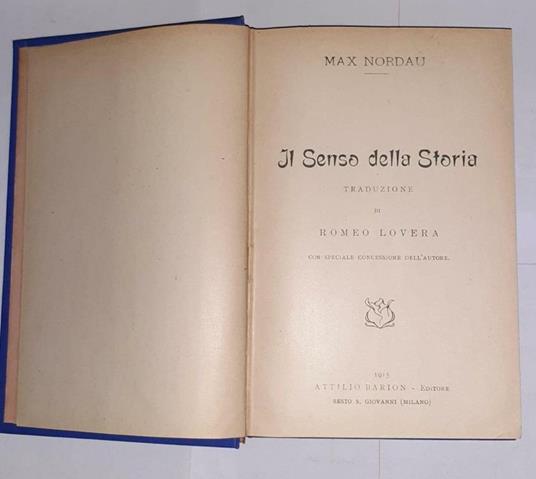 MAX NORDAU
Il Senso della Storia
TRADUZIONE
DI
ROMEO LOVERA
CON SPECIALE CONCESSIONE DELL'AUTORE.
1915
ATTILIO BARION - EDITORE
SESTO S. GIOVANNI (MILANO)